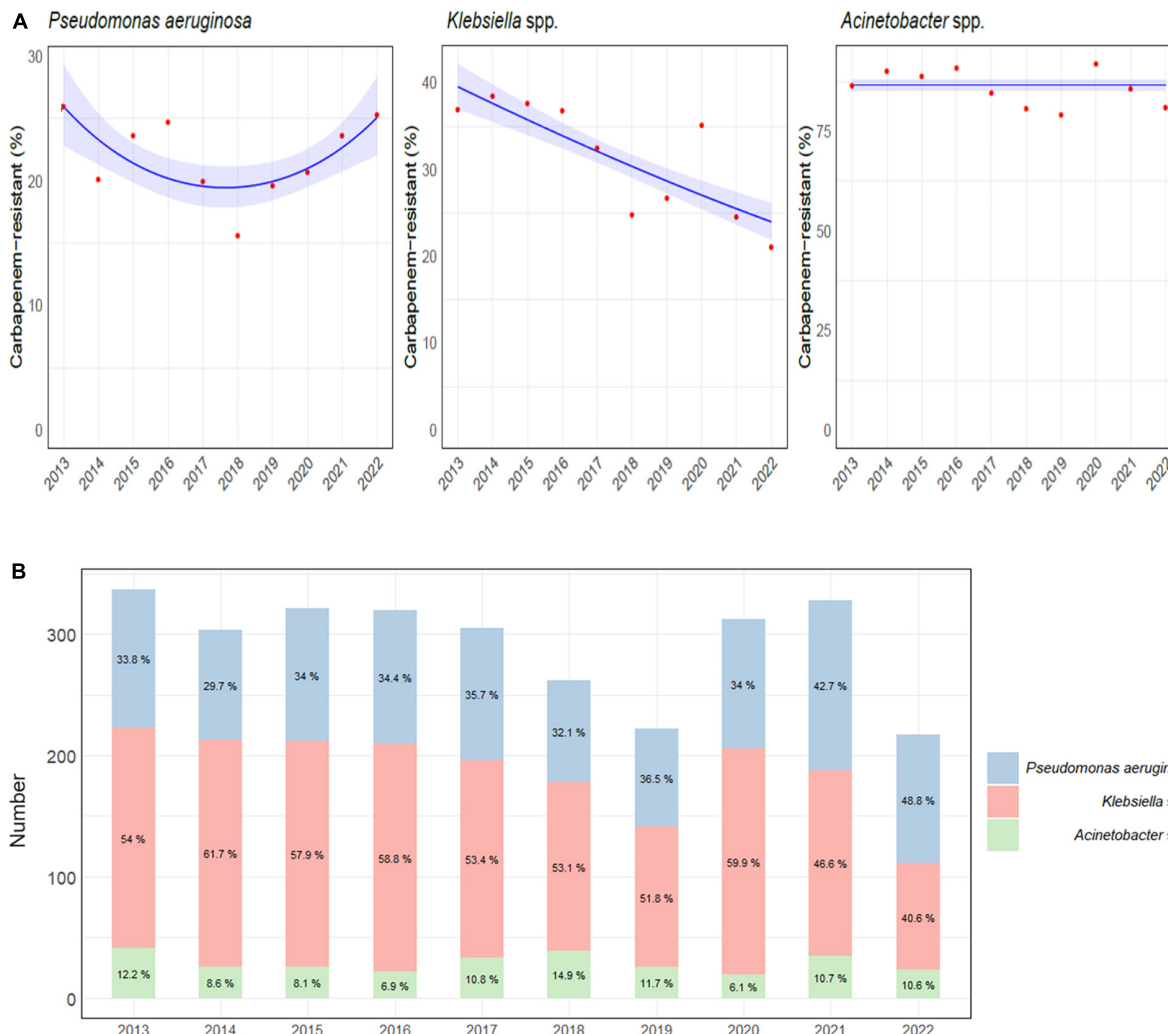 A
Pseudomonas aeruginosa
Klebsiella spp.
Acinetobacter spp.
Carbapenem-resistant (%)
30
20
10
0
2013 2014 2015 2016 2017 2018 2019 2020 2021 2022
Carbapenem-resistant (%)
40
30
20
10
0
2013 2014 2015 2016 2017 2018 2019 2020 2021 2022
Carbapenem-resistant (%)
75
50
25
0
2013 2014 2015 2016 2017 2018 2019 2020 2021 2022
B
Number
300
200
100
0
33.8 % 29.7 % 34 % 34.4 % 35.7 % 32.1 % 36.5 % 34 % 42.7 % 48.8 %
54 % 61.7 % 57.9 % 58.8 % 53.4 % 53.1 % 51.8 % 59.9 % 46.6 % 40.6 %
12.2 % 8.6 % 8.1 % 6.9 % 10.8 % 14.9 % 11.7 % 6.1 % 10.7 % 10.6 %
2013 2014 2015 2016 2017 2018 2019 2020 2021 2022
Pseudomonas
Klebsiella
Acinetobacter